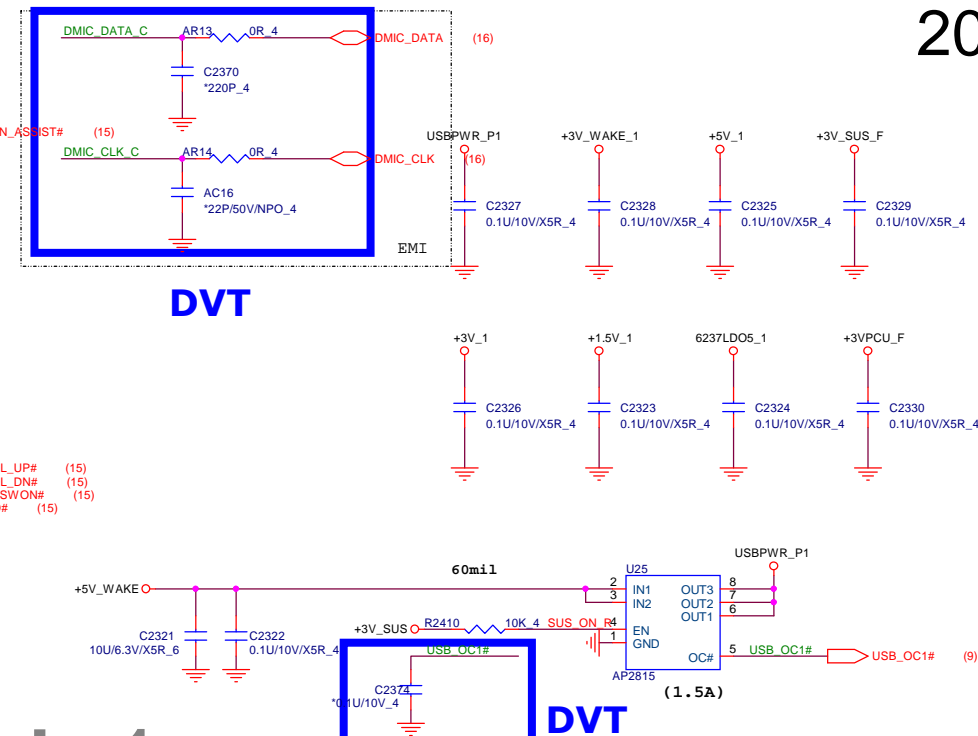 20
DMIC_DATA_C AR13 0R_4 DMIC_DATA (16)
C2370
*220P_4
N_ASSIST# (15)
DMIC_CLK_C AR14 0R_4 DMIC_CLK (16)
AC16
*22P/50V/NPO_4
EMI
DVT
USBPWR_P1 +3V_WAKE_1 +5V_1 +3V_SUS_F
C2327 C2328 C2325 C2329
0.1U/10V/X5R_4 0.1U/10V/X5R_4 0.1U/10V/X5R_4 0.1U/10V/X5R_4
+3V_1 +1.5V_1 6237LDO5_1 +3VPCU_F
C2326 C2323 C2324 C2330
0.1U/10V/X5R_4 0.1U/10V/X5R_4 0.1U/10V/X5R_4 0.1U/10V/X5R_4
L_UP# (15)
L_DN# (15)
SWON# (15)
# (15)
USBPWR_P1
60mil
U25
+5V_WAKE
2 IN1 OUT3 8
3 IN2 OUT2 7
OUT1 6
+3V_SUS R2410 10K_4 SUS_ON_R 4 EN
1 GND
OC# 5 USB_OC1# USB_OC1# (9)
AP2815
(1.5A)
C2321 C2322
10U/6.3V/X5R_6 0.1U/10V/X5R_4
USB_OC1#
C2374
*0.1U/10V_4
DVT